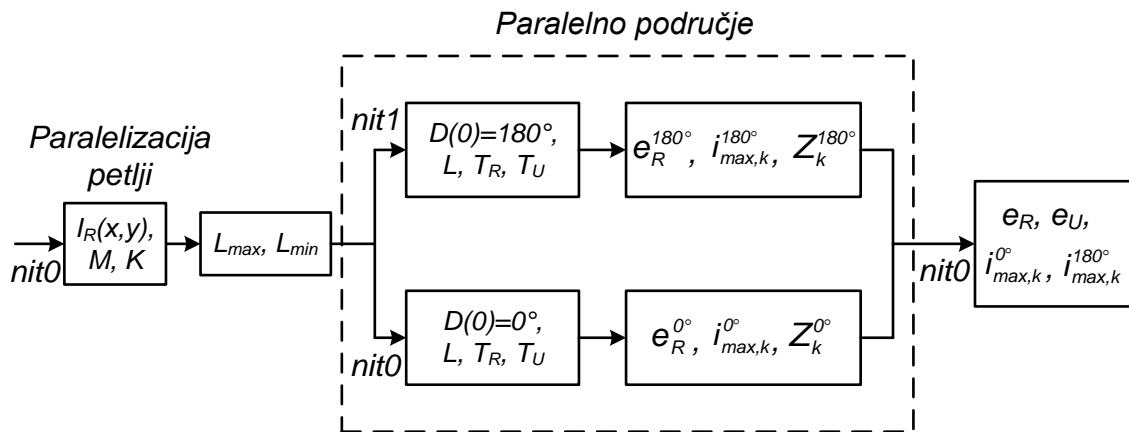 Paralelno područje
Paralelizacija
petlji
nit0
I_R(x,y),
M, K
L_max, L_min
nit1
D(0)=180°,
L, T_R, T_U
e_R^180°, i_max,k^180°, Z_k^180°
nit0
D(0)=0°,
L, T_R, T_U
e_R^0°, i_max,k^0°, Z_k^0°
nit0
e_R, e_U,
i_max,k^0°, i_max,k^180°